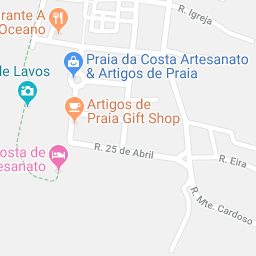 R. Igreja
rante A
Oceano
Praia da Costa Artesanato
& Artigos de Praia
de Lavos
Artigos de
Praia Gift Shop
R. 25 de Abril
osta de
esanato
R. Eira
R. Mte. Cardoso